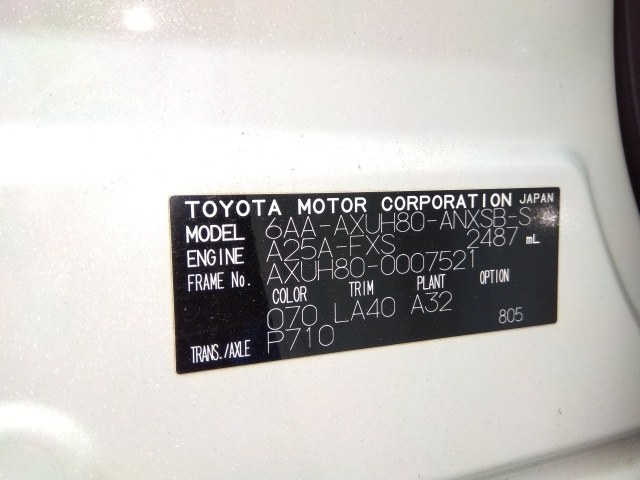 TOYOTA MOTOR CORPORATION JAPAN
MODEL 6AA-AXUH80-ANXSB-S
ENGINE A25A-FXS 2487 mL
FRAME No. AXUH80-0007521
COLOR TRIM PLANT OPTION
070 LA40 A32
TRANS./AXLE P710 805